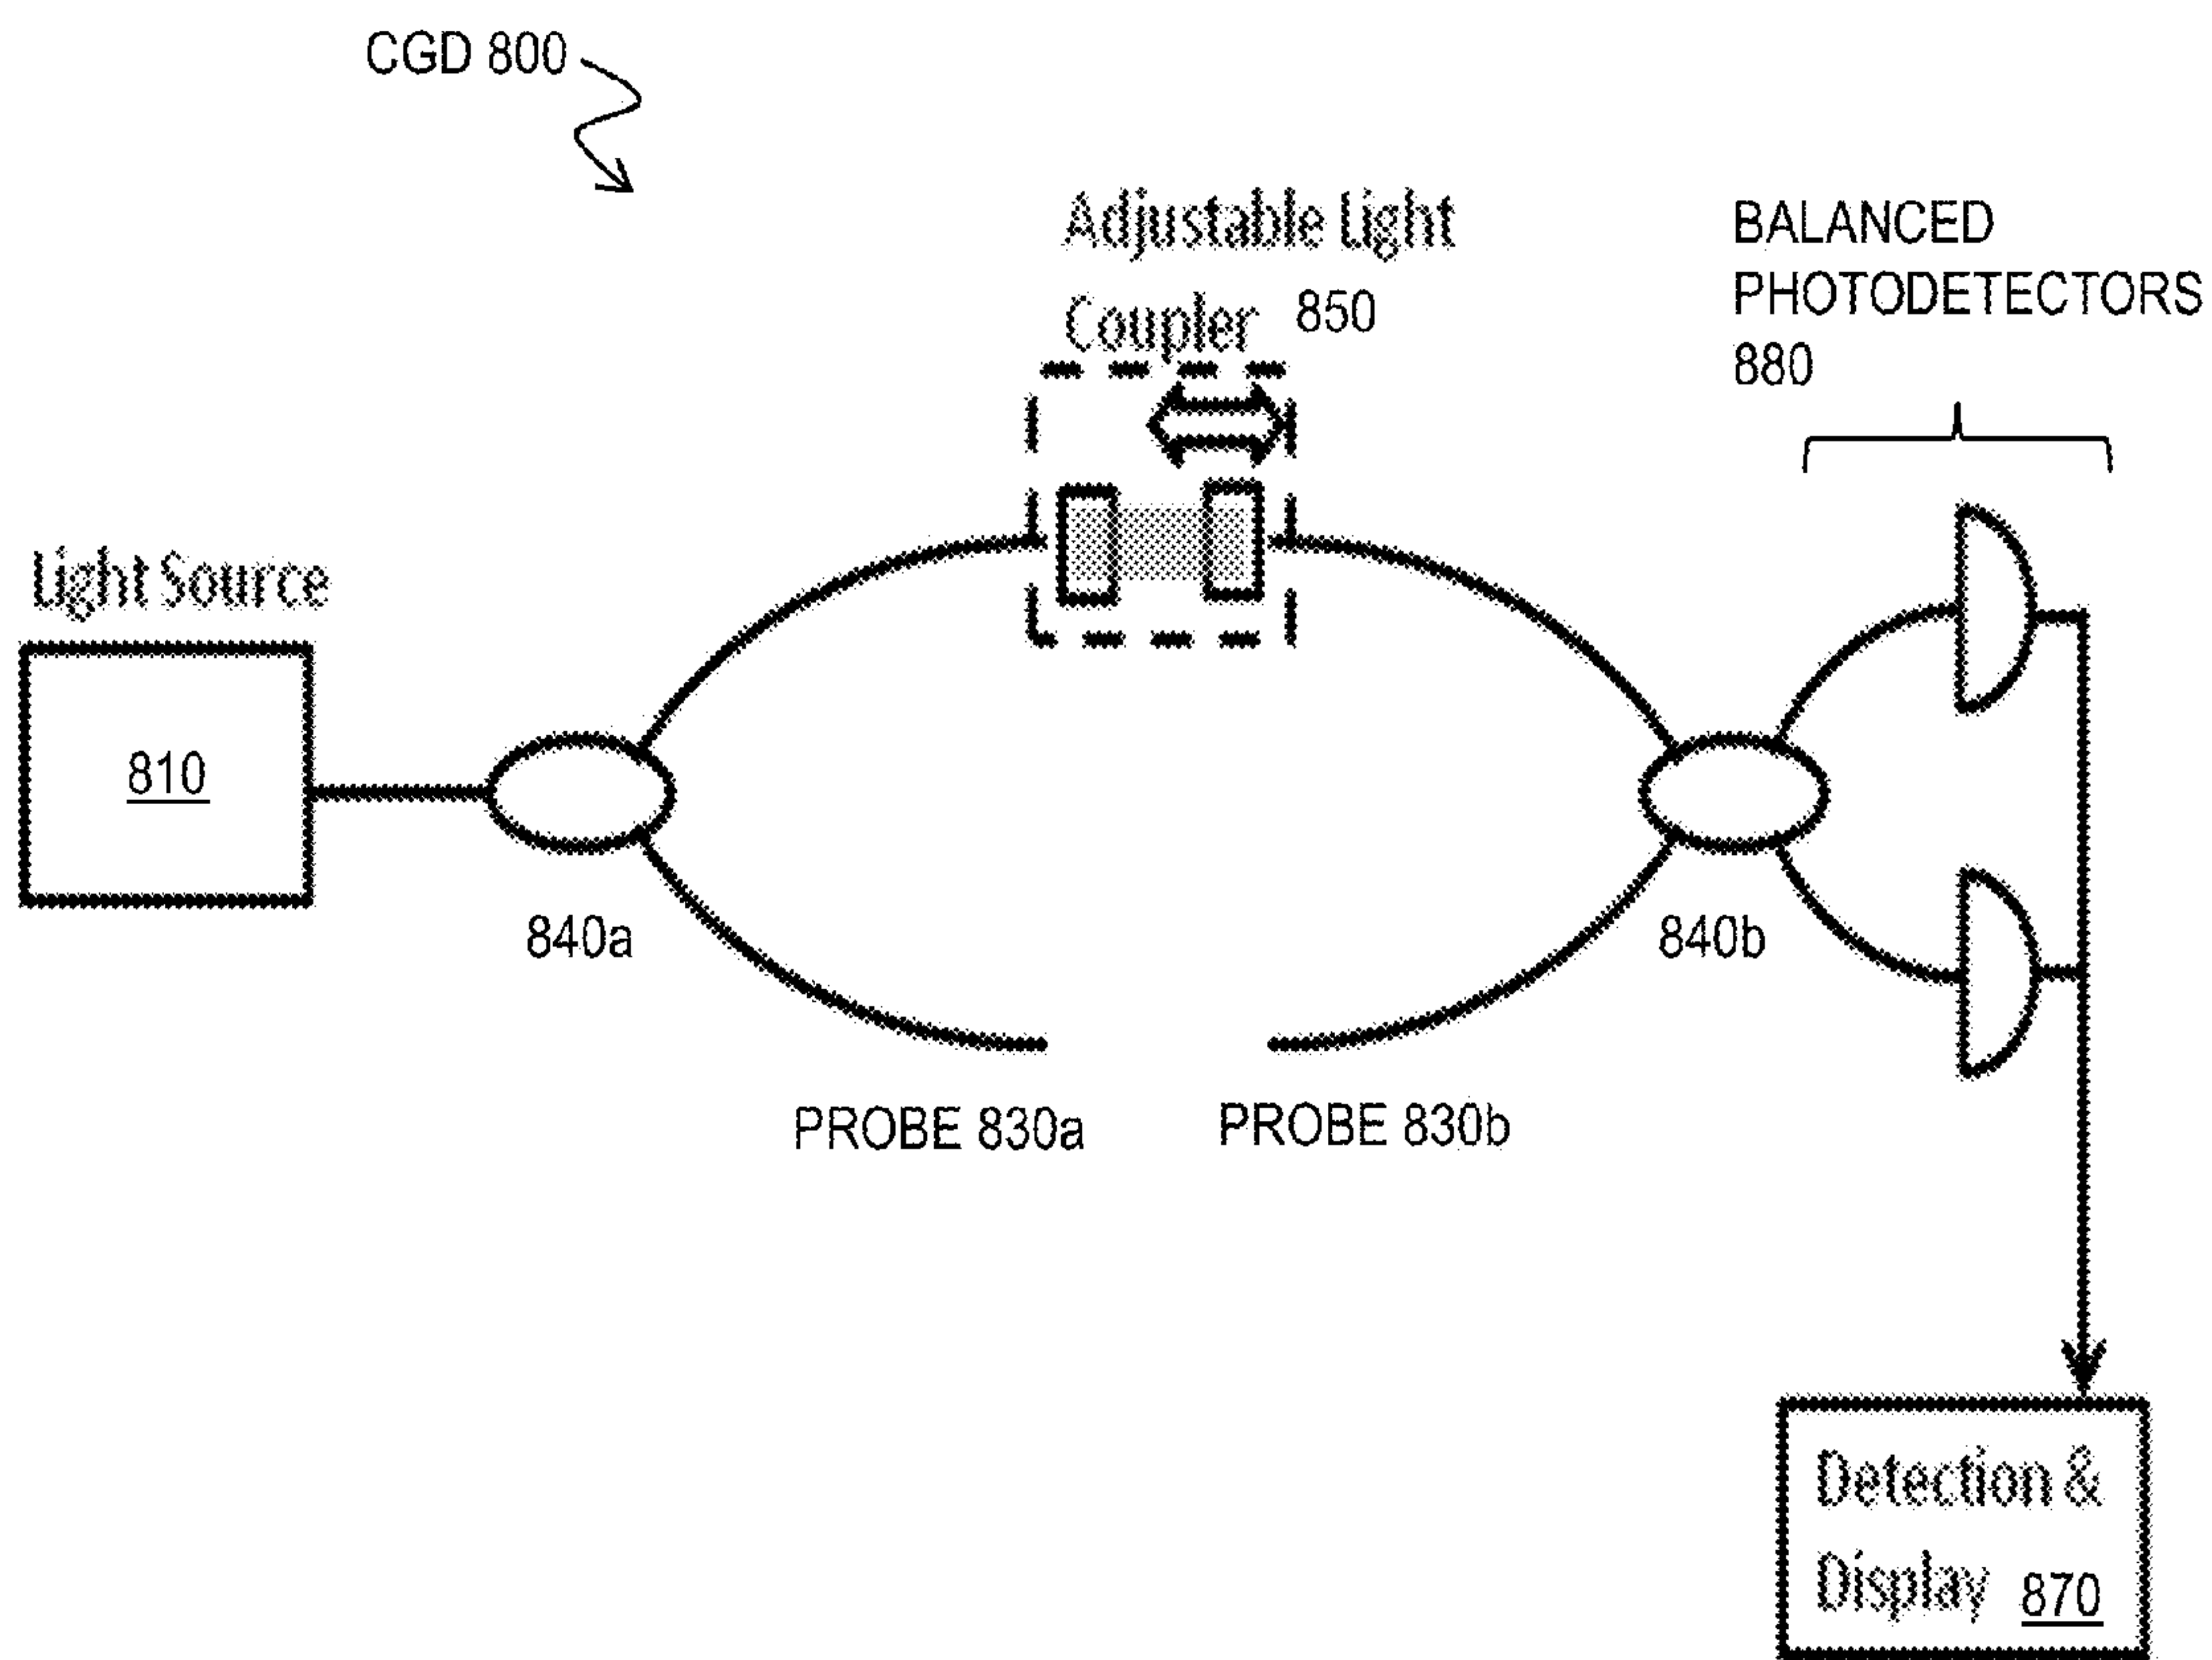 CGD 800
Adjustable Light
Coupler 850
BALANCED
PHOTODETECTORS
880
Light Source
810
840a
840b
PROBE 830a
PROBE 830b
Detection &
Display 870